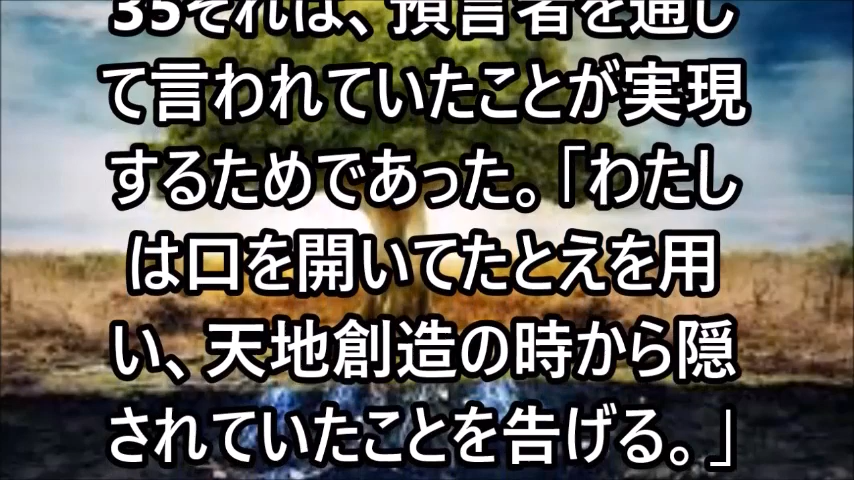 35それは、預言者を通し
て言われていたことが実現
するためであった。「わたし
は口を開いてたとえを用
い、天地創造の時から隠
されていたことを告げる。」